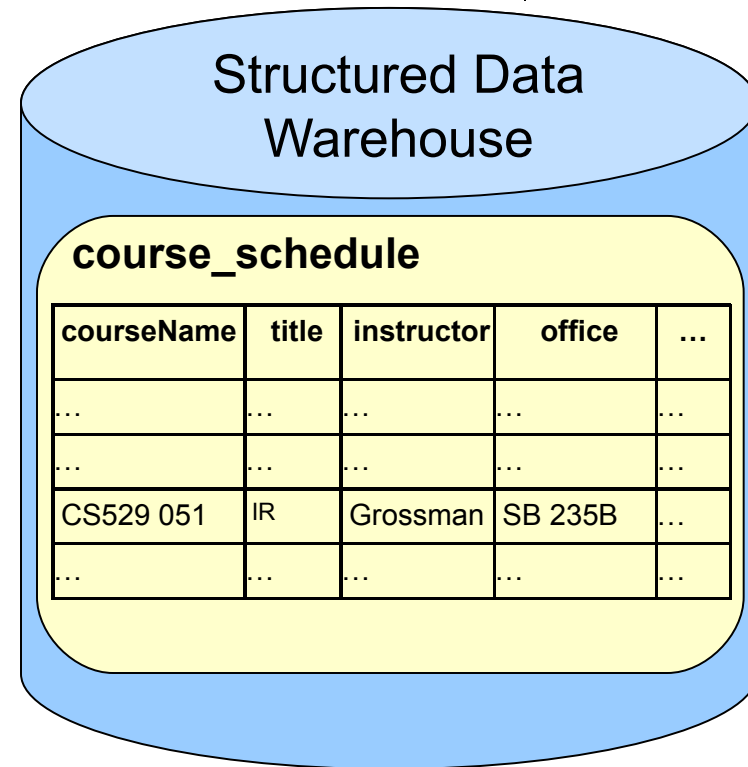 Structured Data
Warehouse
course_schedule
courseName title instructor office …
… … … … …
… … … … …
CS529 051 IR Grossman SB 235B …
… … … … …